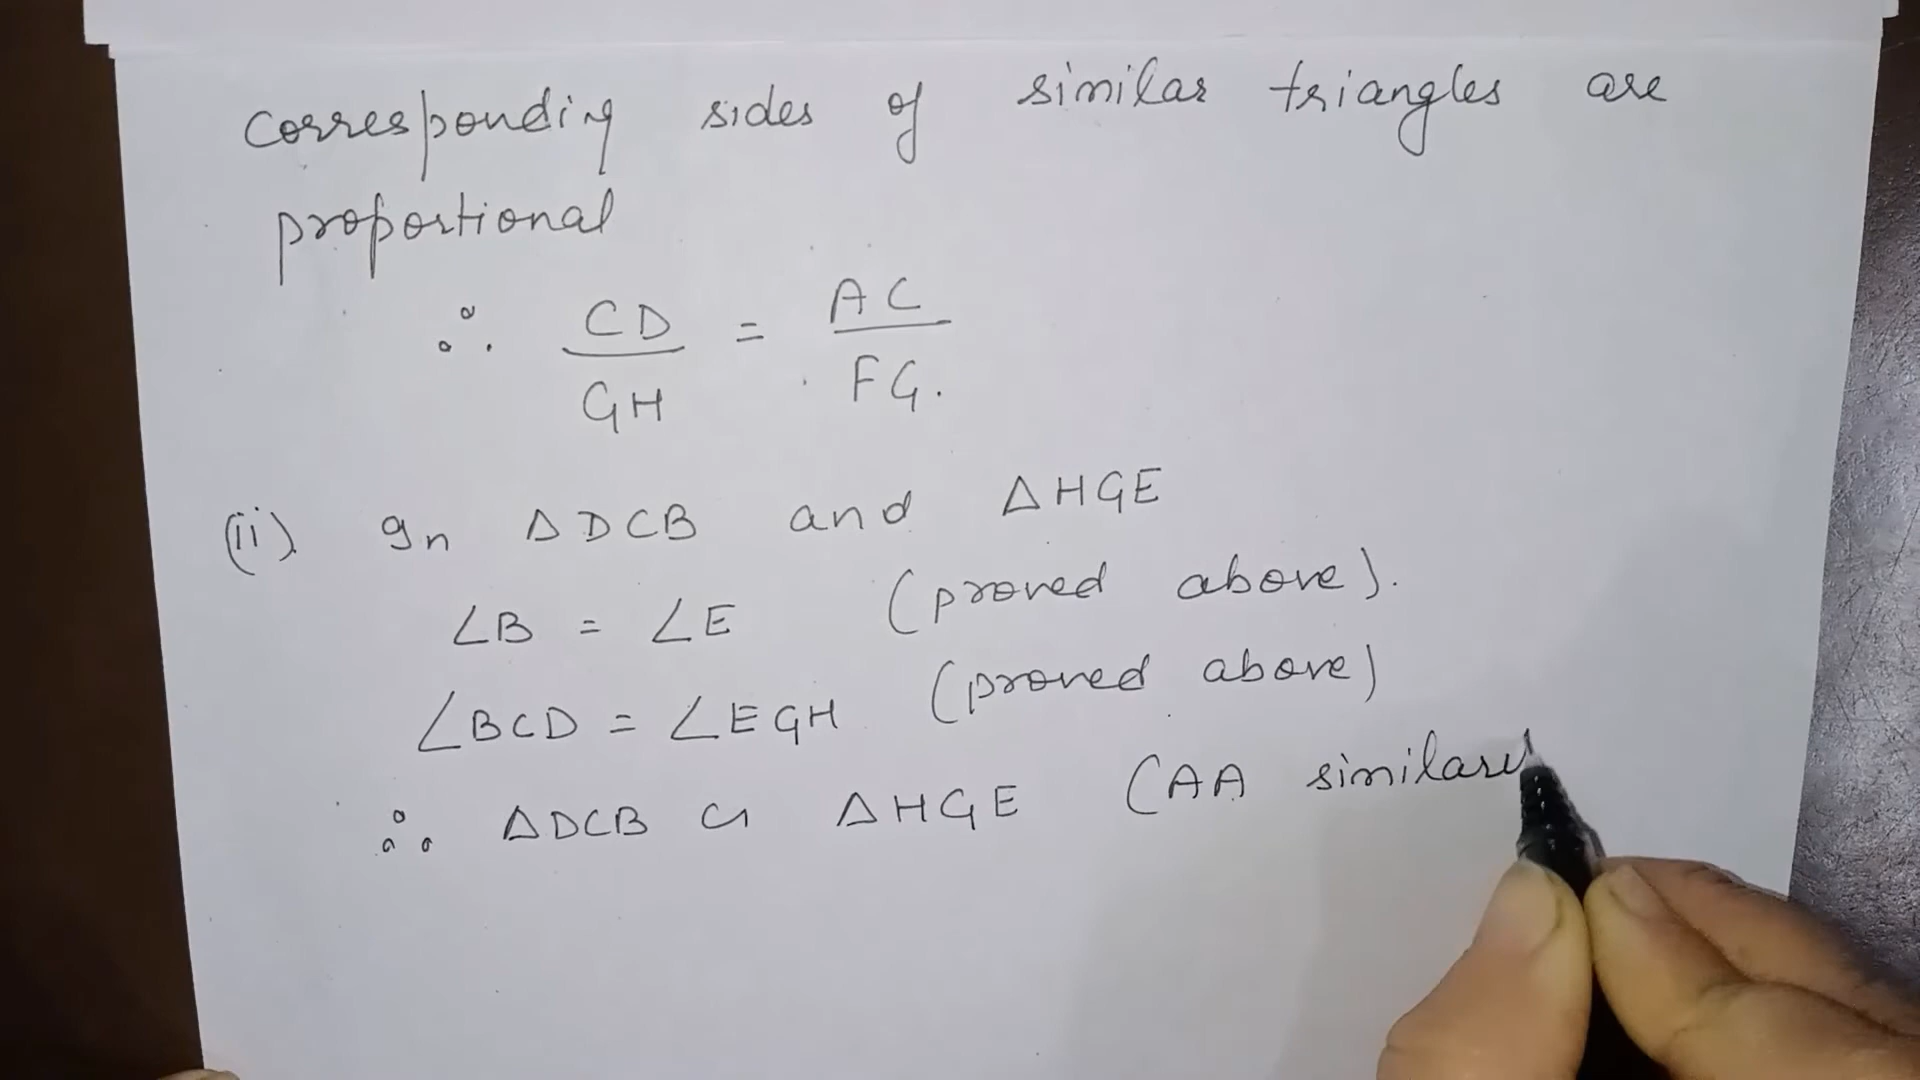 corresponding sides of similar triangles are
proportional
∴ CD/GH = AC/FG.
(ii) In ΔDCB and ΔHGE
∠B = ∠E (proved above).
∠BCD = ∠EGH (proved above)
∴ ΔDCB ~ ΔHGE (AA